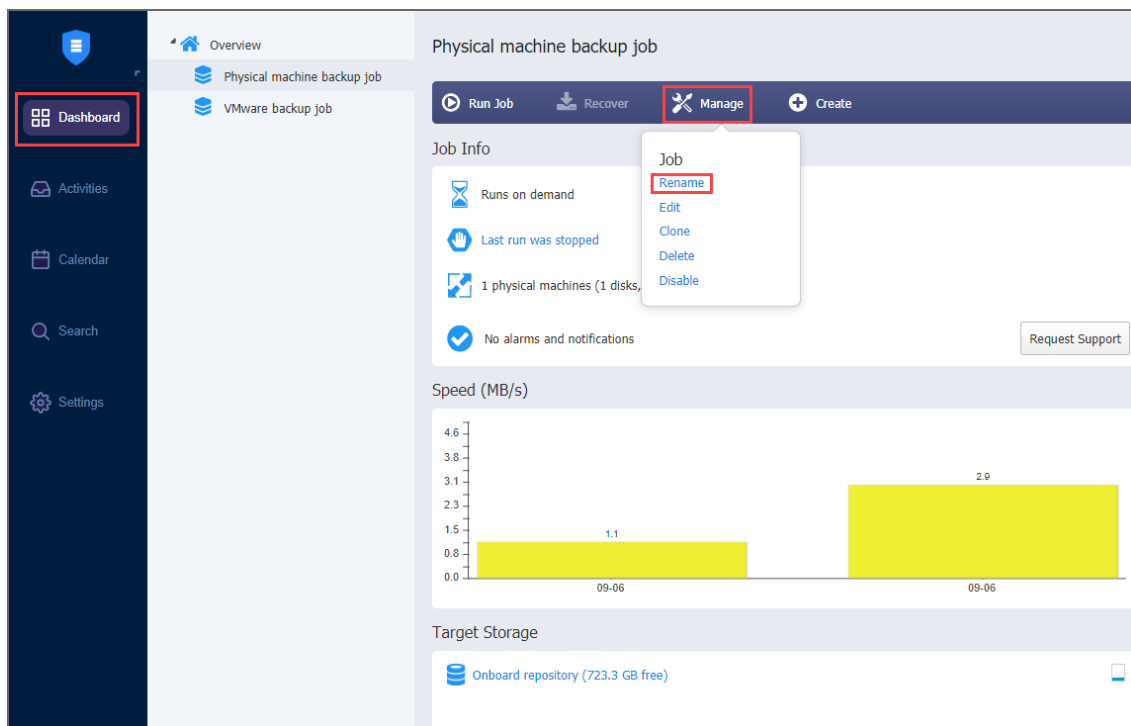 Dashboard
Activities
Calendar
Search
Settings
Overview
Physical machine backup job
VMware backup job
Physical machine backup job
Run Job Recover Manage Create
Job Info
Runs on demand
Last run was stopped
1 physical machines (1 disks,
No alarms and notifications
Request Support
Job
Rename
Edit
Clone
Delete
Disable
Speed (MB/s)
4.6
3.8
3.1
2.3
1.5
0.8
0.0
1.1
2.9
09-06 09-06
Target Storage
Onboard repository (723.3 GB free)